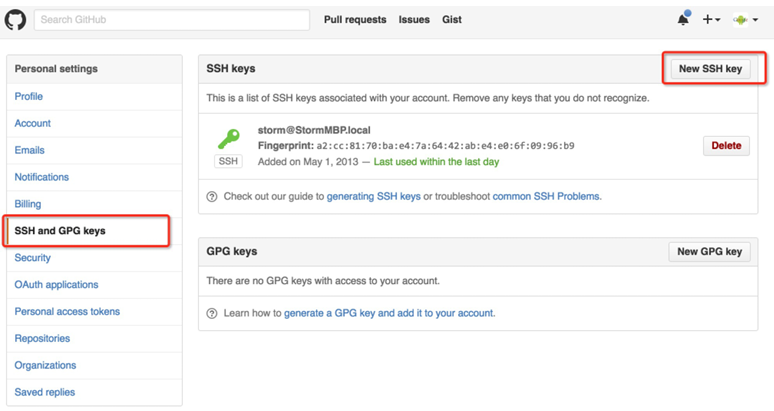 Search GitHub
Pull requests Issues Gist
Personal settings
Profile
Account
Emails
Notifications
Billing
SSH and GPG keys
Security
OAuth applications
Personal access tokens
Repositories
Organizations
Saved replies
SSH keys
New SSH key
This is a list of SSH keys associated with your account. Remove any keys that you do not recognize.
storm@StormMBP.local
Fingerprint: a2:cc:81:70:ba:e4:7a:64:42:ab:e4:e0:6f:09:96:b9
SSH
Added on May 1, 2013 — Last used within the last day
Delete
Check out our guide to generating SSH keys or troubleshoot common SSH Problems.
GPG keys
New GPG key
There are no GPG keys with access to your account.
Learn how to generate a GPG key and add it to your account.